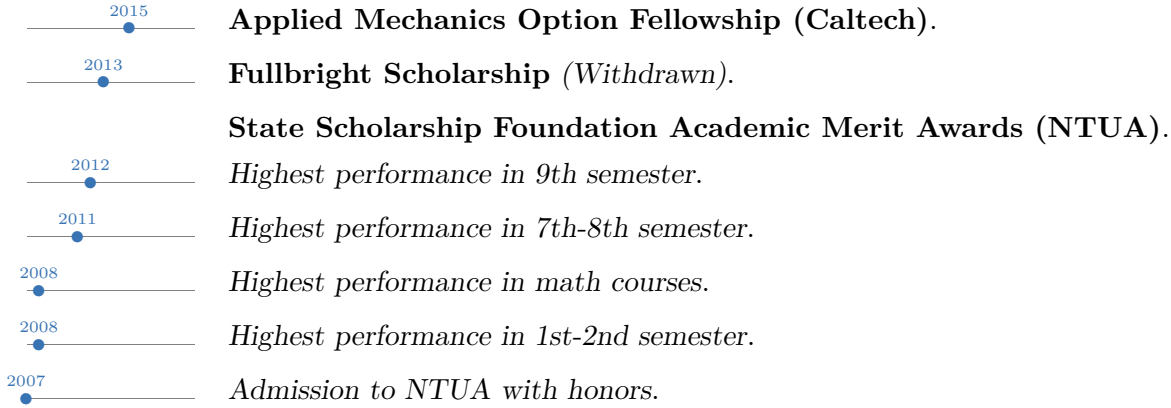 2015 Applied Mechanics Option Fellowship (Caltech).
2013 Fullbright Scholarship (Withdrawn).
State Scholarship Foundation Academic Merit Awards (NTUA).
2012 Highest performance in 9th semester.
2011 Highest performance in 7th-8th semester.
2008 Highest performance in math courses.
2008 Highest performance in 1st-2nd semester.
2007 Admission to NTUA with honors.